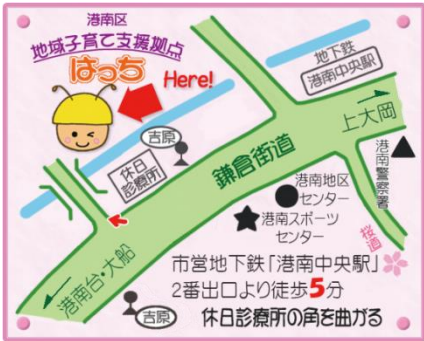 港南区
地域子育て支援拠点
はっち
Here!
地下鉄
港南中央駅
上大岡
吉原
休日
診療所
鎌倉街道
港南警察署
港南地区
センター
港南スポーツ
センター
桜道
港南台・大船
市営地下鉄「港南中央駅」
2番出口より徒歩5分
吉原
休日診療所の角を曲がる